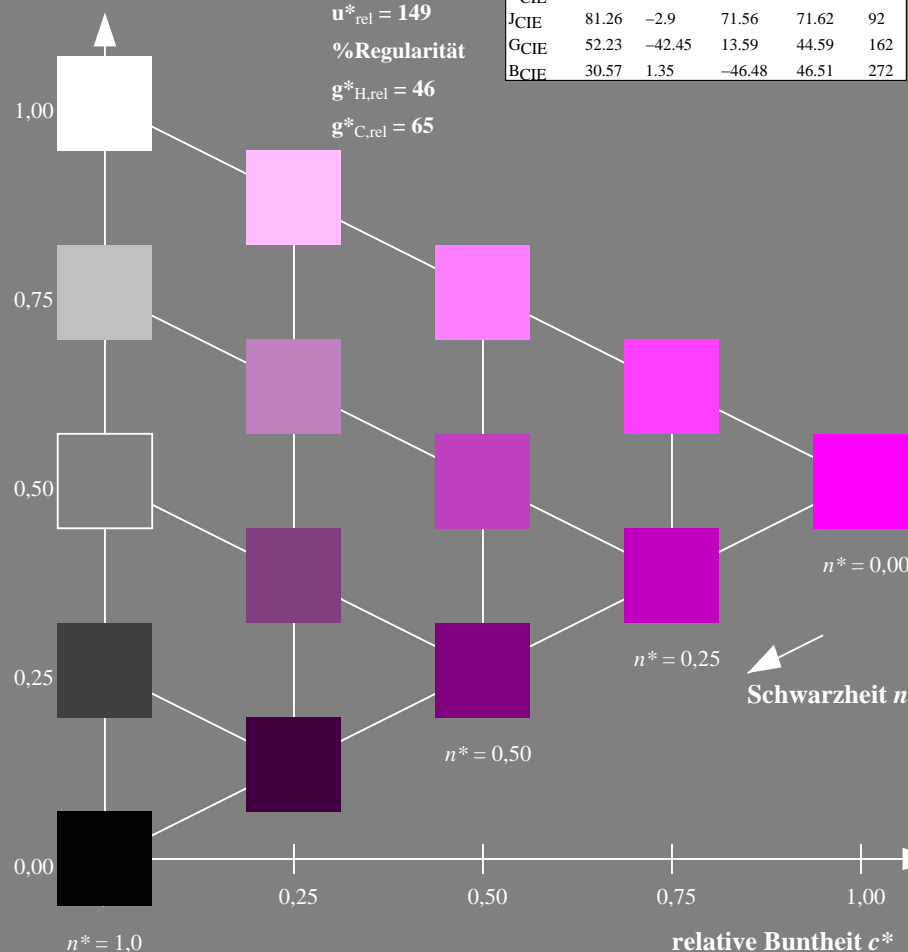 u*rel = 149
%Regularität
g*H,rel = 46
g*C,rel = 65
CIE
JCIE 81.26 −2.9 71.56 71.62 92
GCIE 52.23 −42.45 13.59 44.59 162
BCIE 30.57 1.35 −46.48 46.51 272
1,00
0,75
0,50
0,25
0,00
n* = 0,00
n* = 0,25
Schwarzheit n
n* = 0,50
0,25 0,50 0,75 1,00
n* = 1,0
relative Buntheit c*